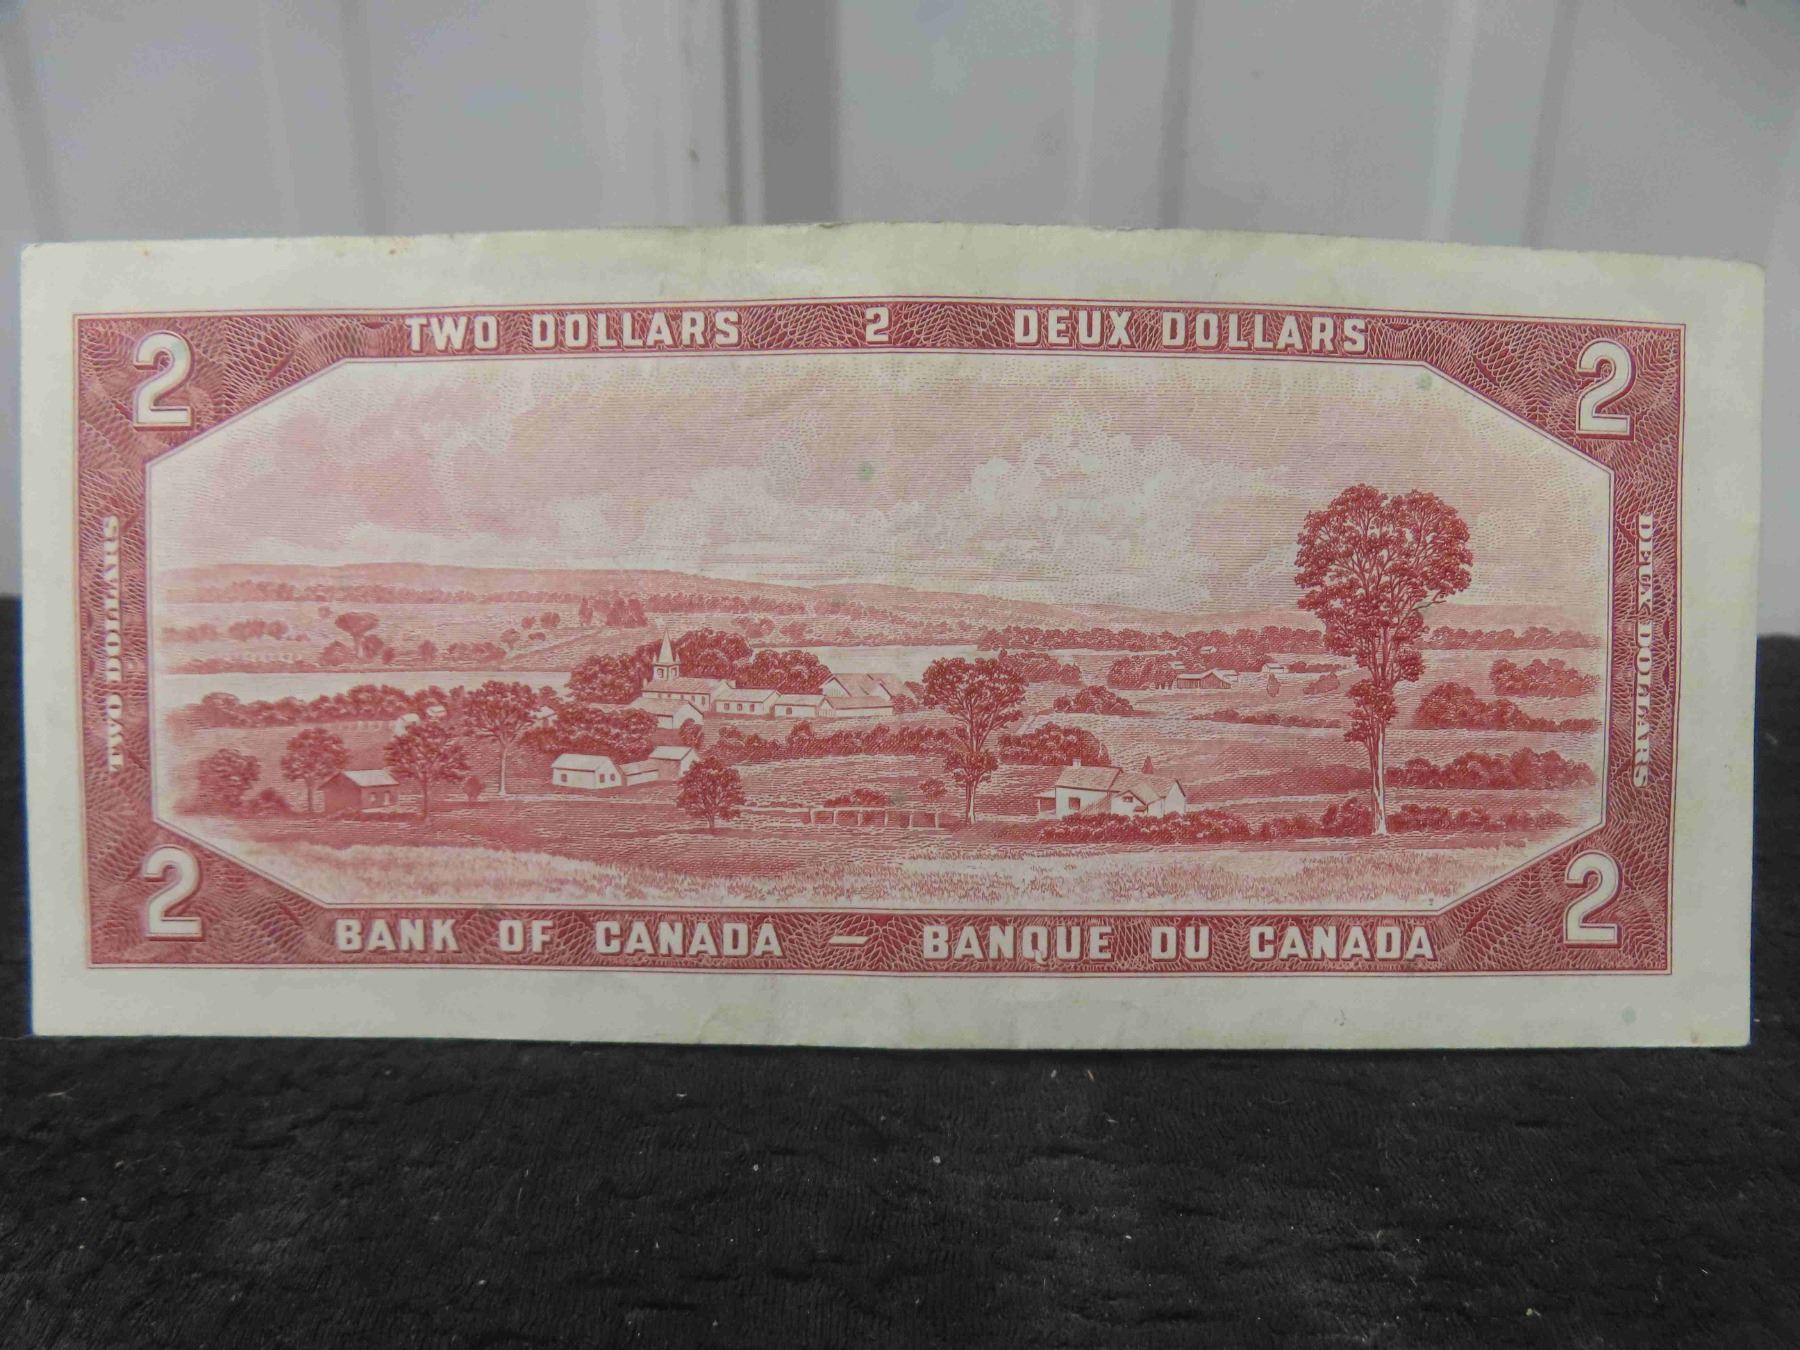 TWO DOLLARS 2 DEUX DOLLARS
2 2
TWO DOLLARS
DEUX DOLLARS
2 2
BANK OF CANADA — BANQUE DU CANADA